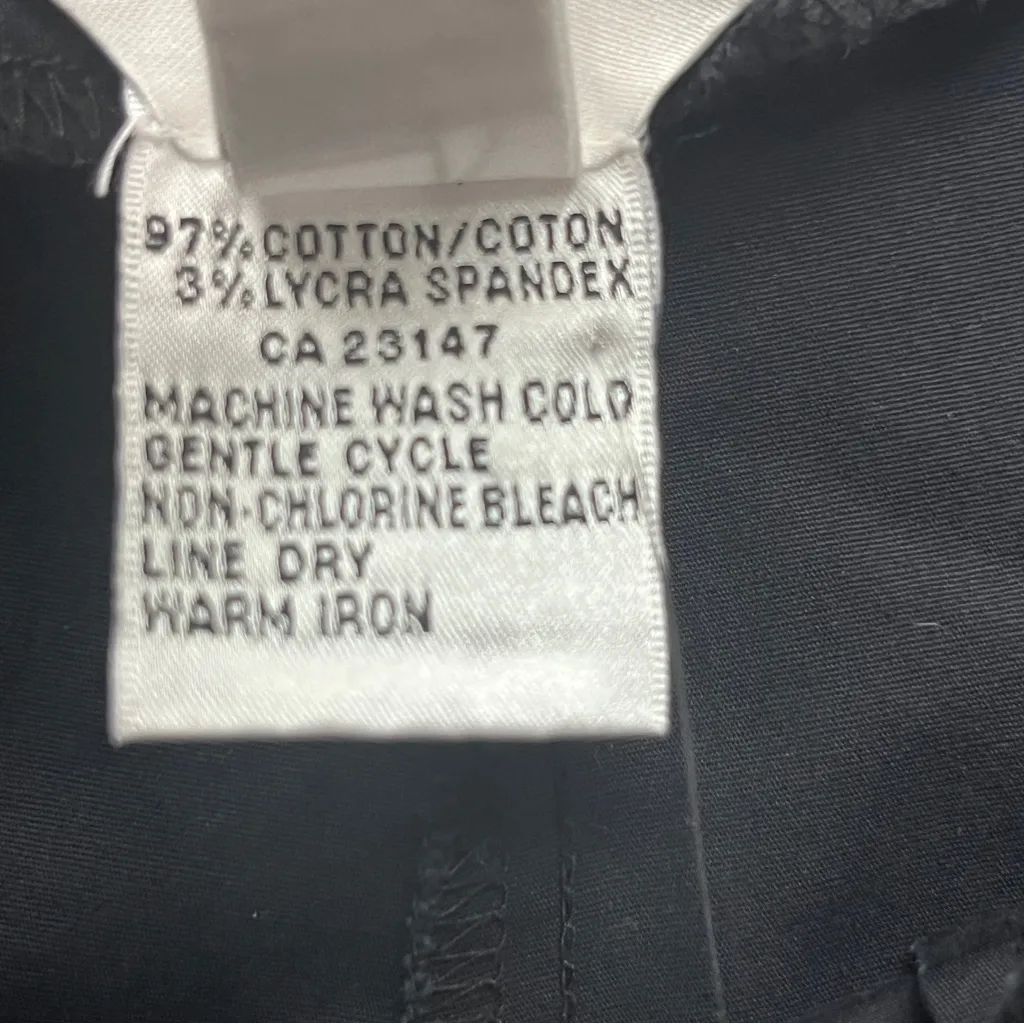 97% COTTON/COTON
3% LYCRA SPANDEX
CA 23147
MACHINE WASH COLD
GENTLE CYCLE
NON-CHLORINE BLEACH
LINE DRY
WARM IRON